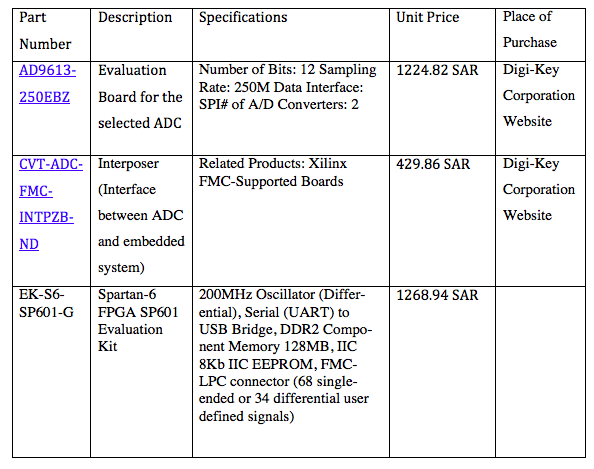 Part
Number
Description
Specifications
Unit Price
Place of
Purchase
AD9613-
250EBZ
Evaluation
Board for the
selected ADC
Number of Bits: 12 Sampling
Rate: 250M Data Interface:
SPI# of A/D Converters: 2
1224.82 SAR
Digi-Key
Corporation
Website
CVT-ADC-
FMC-
INTPZB-
ND
Interposer
(Interface
between ADC
and embedded
system)
Related Products: Xilinx
FMC-Supported Boards
429.86 SAR
Digi-Key
Corporation
Website
EK-S6-
SP601-G
Spartan-6
FPGA SP601
Evaluation
Kit
200MHz Oscillator (Differ-
ential), Serial (UART) to
USB Bridge, DDR2 Compo-
nent Memory 128MB, IIC
8Kb IIC EEPROM, FMC-
LPC connector (68 single-
ended or 34 differential user
defined signals)
1268.94 SAR